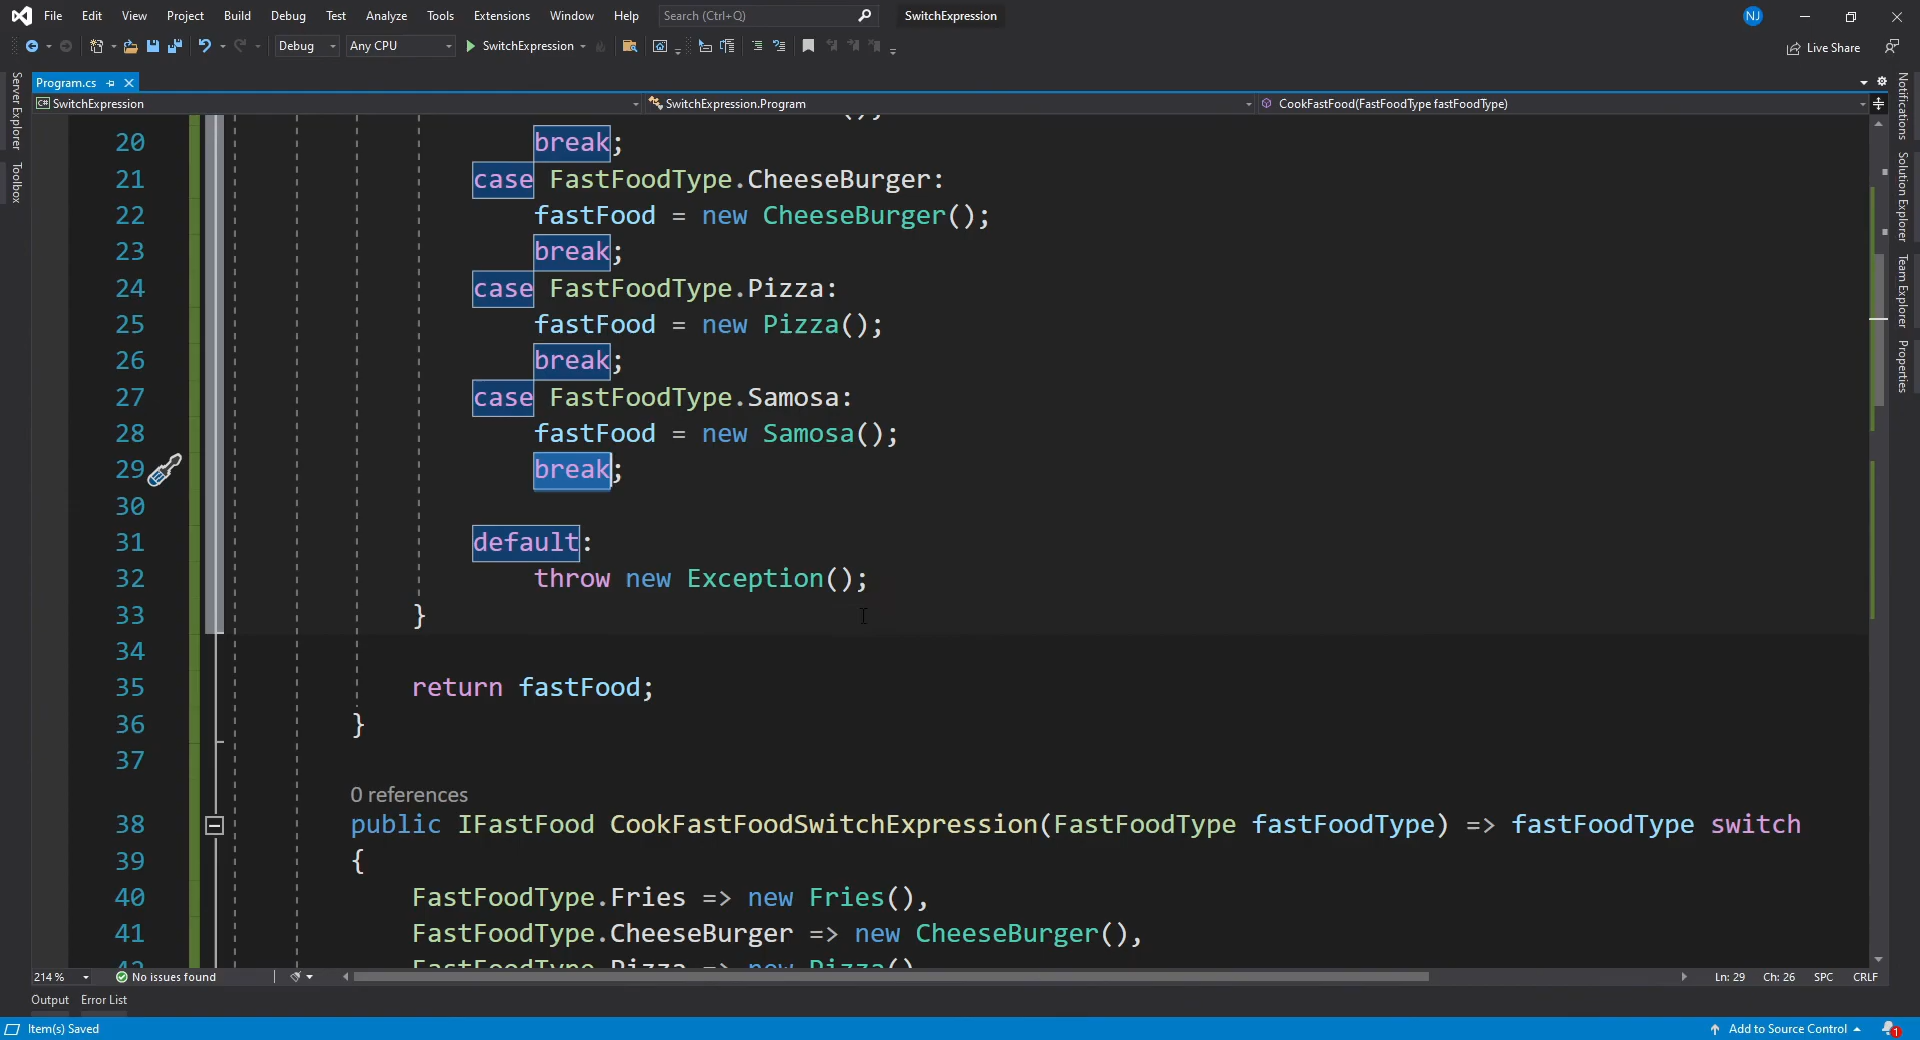 File Edit View Project Build Debug Test Analyze Tools Extensions Window Help Search (Ctrl+Q) SwitchExpression NJ
Debug Any CPU SwitchExpression Live Share
Program.cs
SwitchExpression SwitchExpression.Program CookFastFood(FastFoodType fastFoodType)
Server Explorer
Toolbox
Notifications
Solution Explorer
Team Explorer
Properties
20 break;
21 case FastFoodType.CheeseBurger:
22 fastFood = new CheeseBurger();
23 break;
24 case FastFoodType.Pizza:
25 fastFood = new Pizza();
26 break;
27 case FastFoodType.Samosa:
28 fastFood = new Samosa();
29 break;
30
31 default:
32 throw new Exception();
33 }
34
35 return fastFood;
36 }
37
0 references
38 public IFastFood CookFastFoodSwitchExpression(FastFoodType fastFoodType) => fastFoodType switch
39 {
40 FastFoodType.Fries => new Fries(),
41 FastFoodType.CheeseBurger => new CheeseBurger(),
42 FastFoodType.Pizza => new Pizza()
214 % No issues found Ln: 29 Ch: 26 SPC CRLF
Output Error List
Item(s) Saved Add to Source Control 1